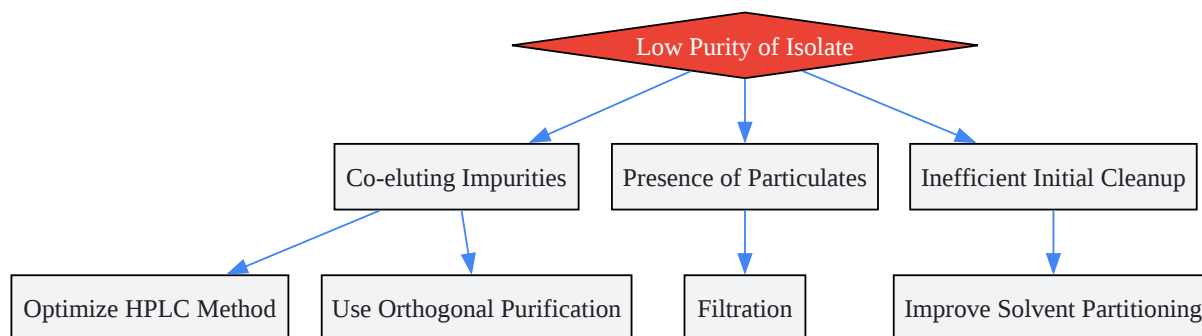 Low Purity of Isolate
Co-eluting Impurities
Presence of Particulates
Inefficient Initial Cleanup
Optimize HPLC Method
Use Orthogonal Purification
Filtration
Improve Solvent Partitioning